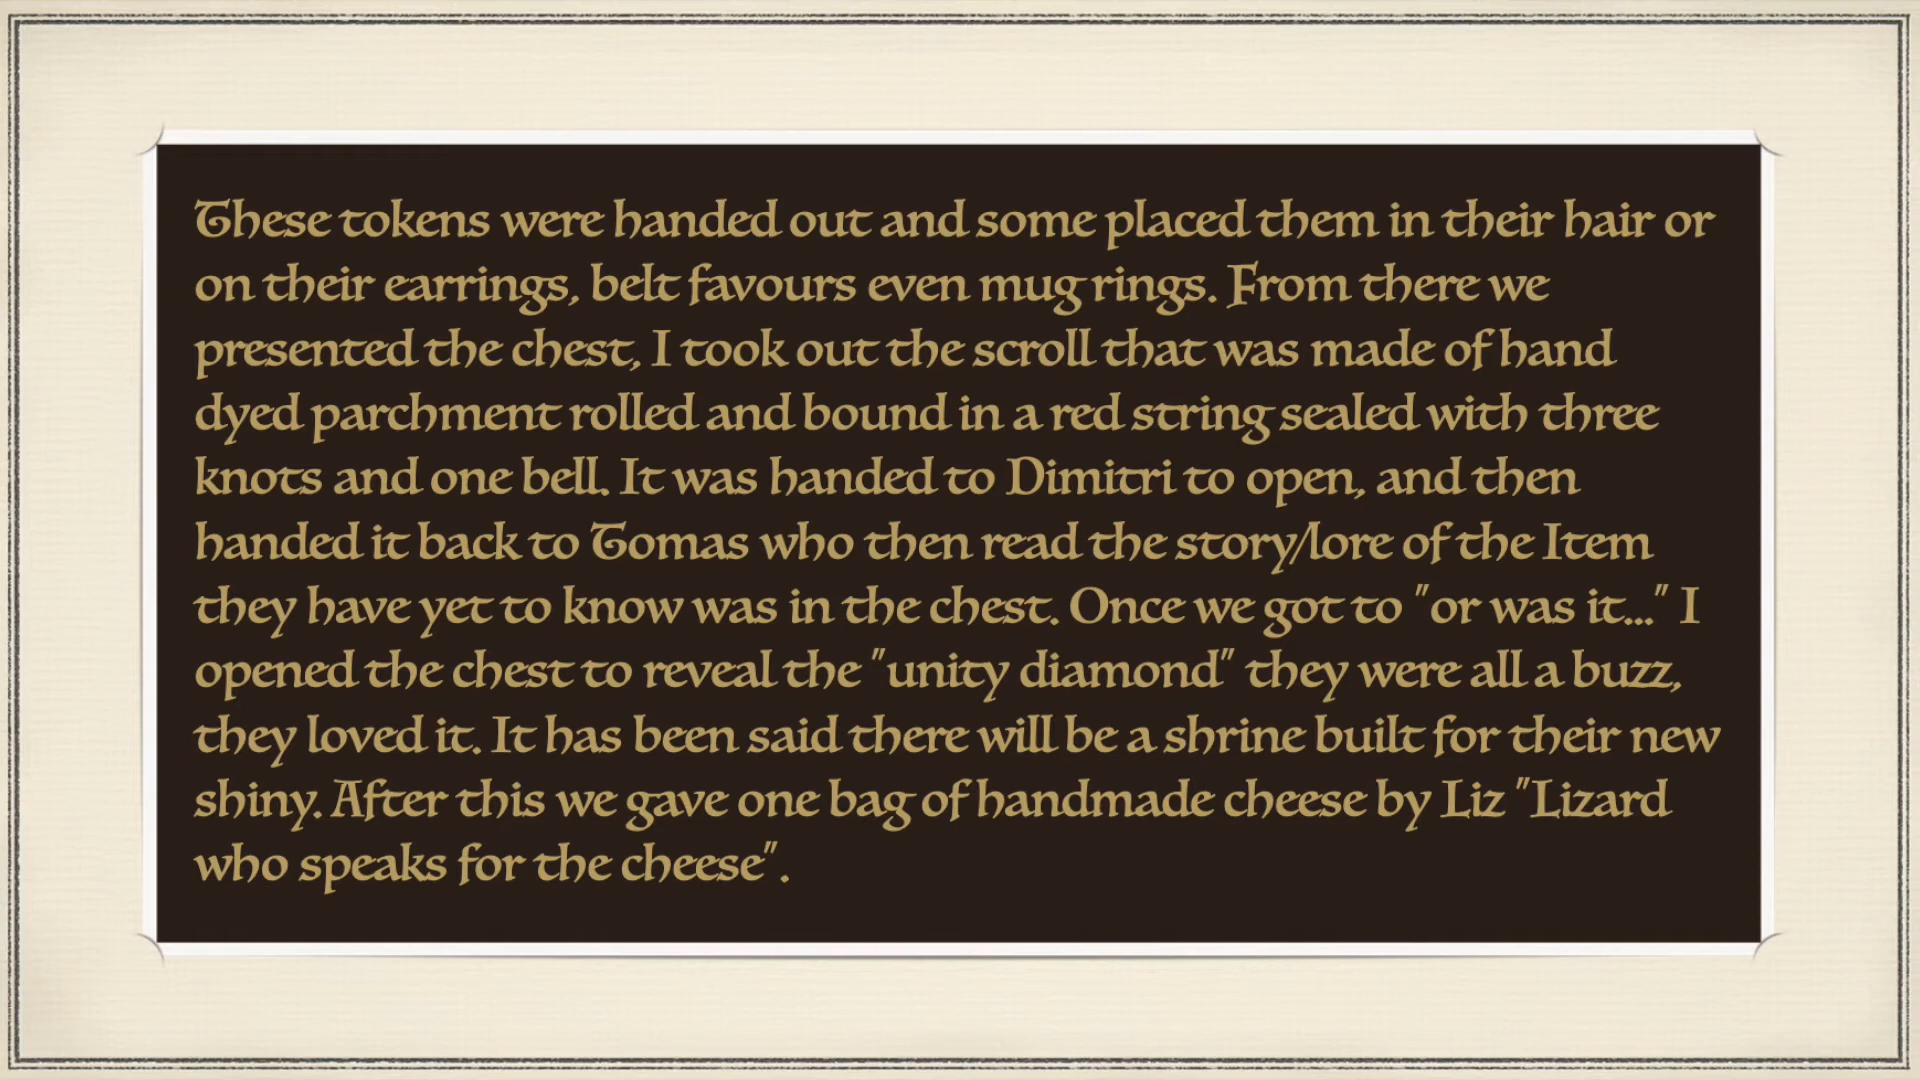 These tokens were handed out and some placed them in their hair or
on their earrings, belt favours even mug rings. From there we
presented the chest, I took out the scroll that was made of hand
dyed parchment rolled and bound in a red string sealed with three
knots and one bell. It was handed to Dimitri to open, and then
handed it back to Tomas who then read the story/lore of the Item
they have yet to know was in the chest. Once we got to "or was it..." I
opened the chest to reveal the "unity diamond" they were all a buzz,
they loved it. It has been said there will be a shrine built for their new
shiny. After this we gave one bag of handmade cheese by Liz "Lizard
who speaks for the cheese".